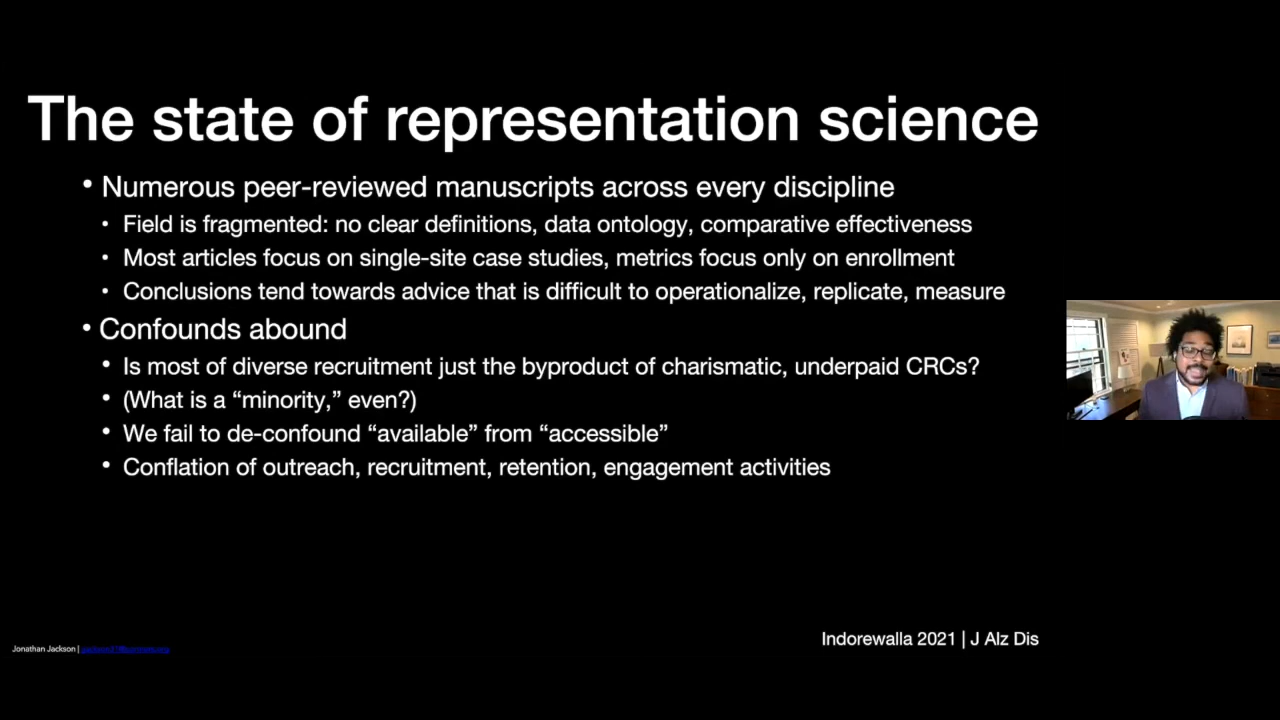 The state of representation science
• Numerous peer-reviewed manuscripts across every discipline
• Field is fragmented: no clear definitions, data ontology, comparative effectiveness
• Most articles focus on single-site case studies, metrics focus only on enrollment
• Conclusions tend towards advice that is difficult to operationalize, replicate, measure
• Confounds abound
• Is most of diverse recruitment just the byproduct of charismatic, underpaid CRCs?
• (What is a “minority,” even?)
• We fail to de-confound “available” from “accessible”
• Conflation of outreach, recruitment, retention, engagement activities
Indorewalla 2021 | J Alz Dis
Jonathan Jackson |